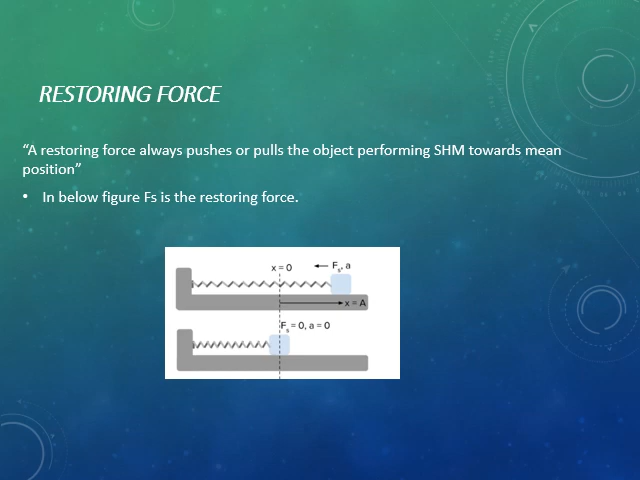 RESTORING FORCE
“A restoring force always pushes or pulls the object performing SHM towards mean
position”
• In below figure Fs is the restoring force.
x = 0
Fs, a
x = A
Fs = 0, a = 0